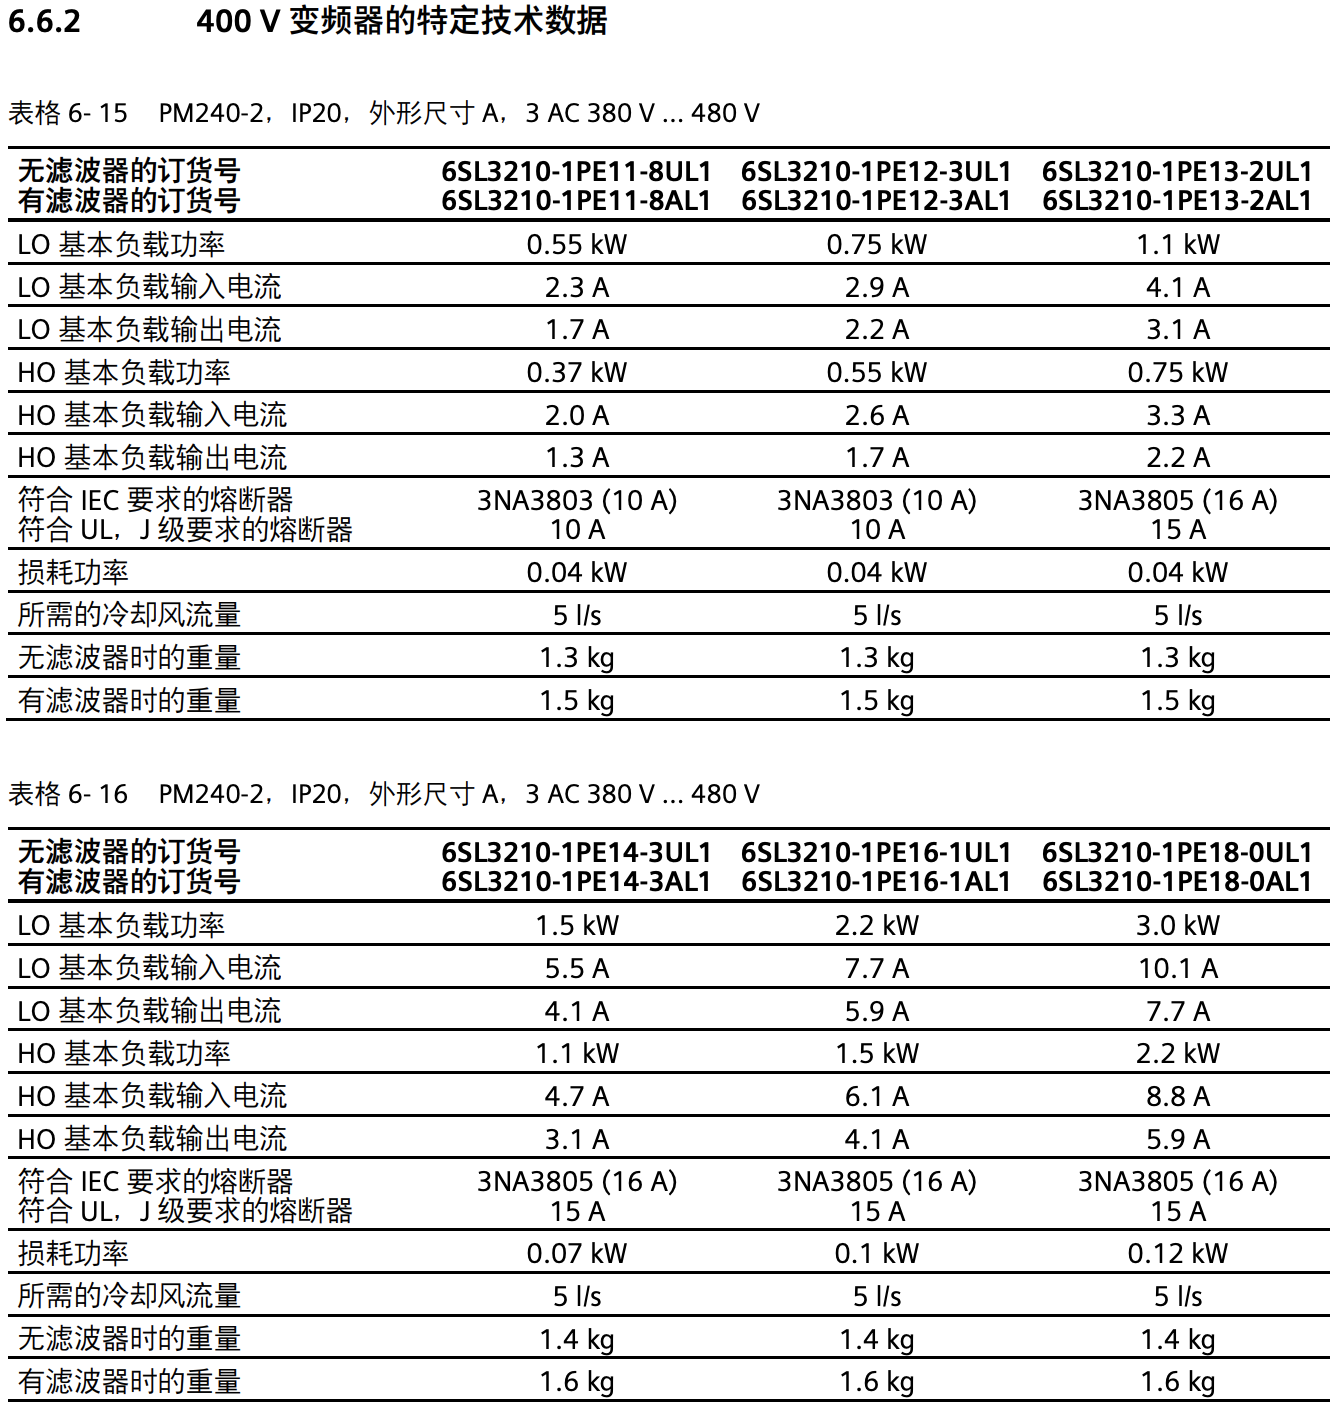 6.6.2 400 V 变频器的特定技术数据
表格 6- 15 PM240-2，IP20，外形尺寸 A，3 AC 380 V ... 480 V
无滤波器的订货号 6SL3210-1PE11-8UL1 6SL3210-1PE12-3UL1 6SL3210-1PE13-2UL1
有滤波器的订货号 6SL3210-1PE11-8AL1 6SL3210-1PE12-3AL1 6SL3210-1PE13-2AL1
LO 基本负载功率 0.55 kW 0.75 kW 1.1 kW
LO 基本负载输入电流 2.3 A 2.9 A 4.1 A
LO 基本负载输出电流 1.7 A 2.2 A 3.1 A
HO 基本负载功率 0.37 kW 0.55 kW 0.75 kW
HO 基本负载输入电流 2.0 A 2.6 A 3.3 A
HO 基本负载输出电流 1.3 A 1.7 A 2.2 A
符合 IEC 要求的熔断器 3NA3803 (10 A) 3NA3803 (10 A) 3NA3805 (16 A)
符合 UL，J 级要求的熔断器 10 A 10 A 15 A
损耗功率 0.04 kW 0.04 kW 0.04 kW
所需的冷却风流量 5 l/s 5 l/s 5 l/s
无滤波器时的重量 1.3 kg 1.3 kg 1.3 kg
有滤波器时的重量 1.5 kg 1.5 kg 1.5 kg
表格 6- 16 PM240-2，IP20，外形尺寸 A，3 AC 380 V ... 480 V
无滤波器的订货号 6SL3210-1PE14-3UL1 6SL3210-1PE16-1UL1 6SL3210-1PE18-0UL1
有滤波器的订货号 6SL3210-1PE14-3AL1 6SL3210-1PE16-1AL1 6SL3210-1PE18-0AL1
LO 基本负载功率 1.5 kW 2.2 kW 3.0 kW
LO 基本负载输入电流 5.5 A 7.7 A 10.1 A
LO 基本负载输出电流 4.1 A 5.9 A 7.7 A
HO 基本负载功率 1.1 kW 1.5 kW 2.2 kW
HO 基本负载输入电流 4.7 A 6.1 A 8.8 A
HO 基本负载输出电流 3.1 A 4.1 A 5.9 A
符合 IEC 要求的熔断器 3NA3805 (16 A) 3NA3805 (16 A) 3NA3805 (16 A)
符合 UL，J 级要求的熔断器 15 A 15 A 15 A
损耗功率 0.07 kW 0.1 kW 0.12 kW
所需的冷却风流量 5 l/s 5 l/s 5 l/s
无滤波器时的重量 1.4 kg 1.4 kg 1.4 kg
有滤波器时的重量 1.6 kg 1.6 kg 1.6 kg